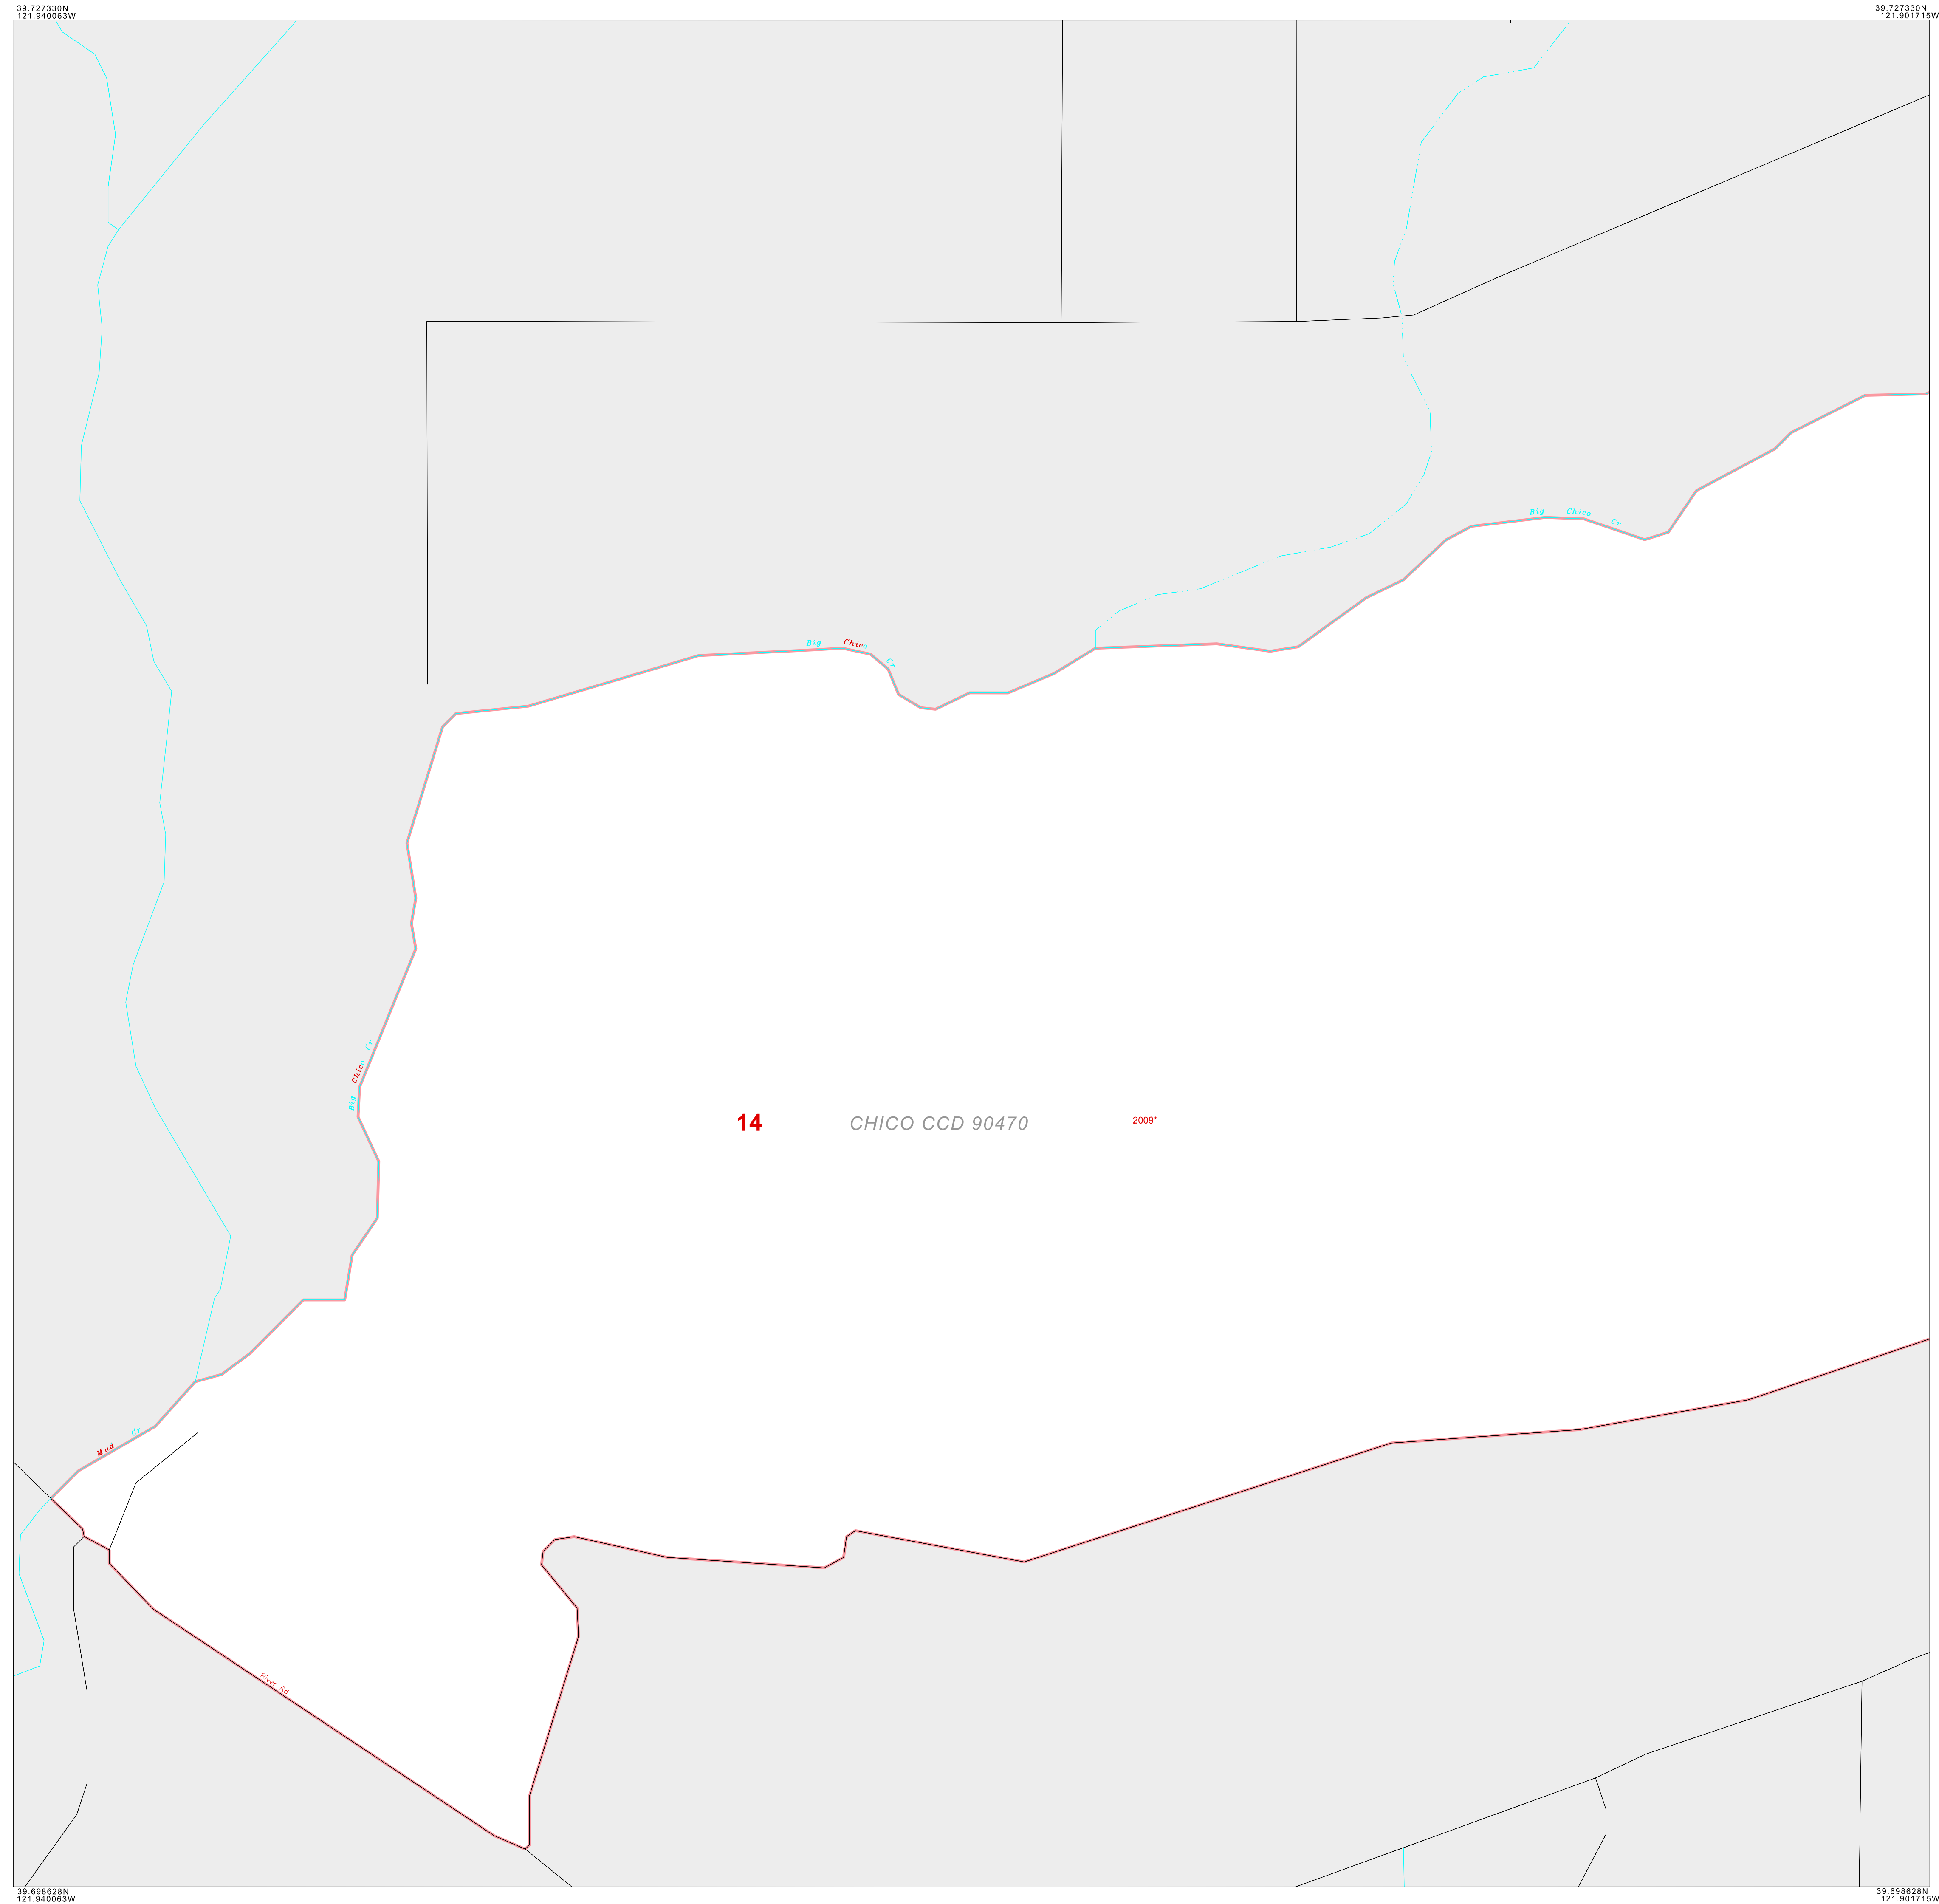 39.727330N
121.940063W
39.727330N
121.901715W
Big Chico Cr
Big Chico Cr
Big Chico Cr
14 CHICO CCD 90470 2009*
Mud Cr
River Rd
39.698628N
121.940063W
39.698628N
121.901715W